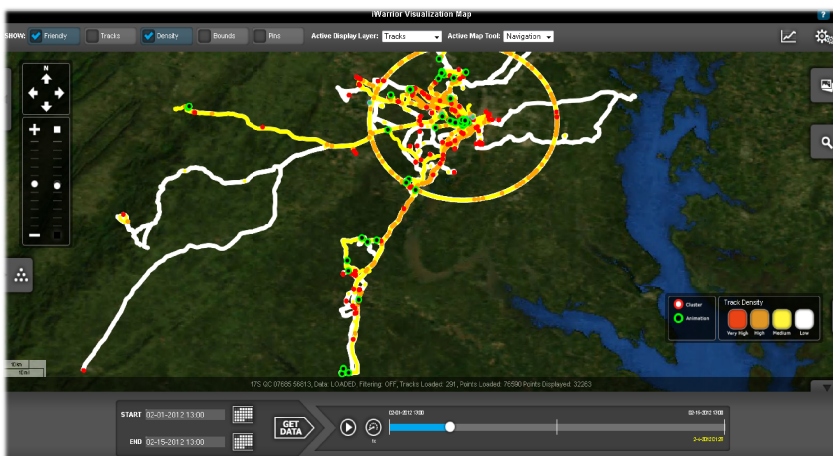 iWarrior Visualization Map
?
SHOW: Friendly Tracks Density Bounds Pins Active Display Layer: Tracks Active Map Tool: Navigation
N
Cluster
Animation
Track Density
Very High High Medium Low
17S QC 07685 56613, Data: LOADED, Filtering: OFF, Tracks Loaded: 291, Points Loaded: 76590 Points Displayed: 32263
START 02-01-2012 13:00
END 02-15-2012 13:00
GET DATA
1x
02-01-2012 13:00
02-15-2012 13:00